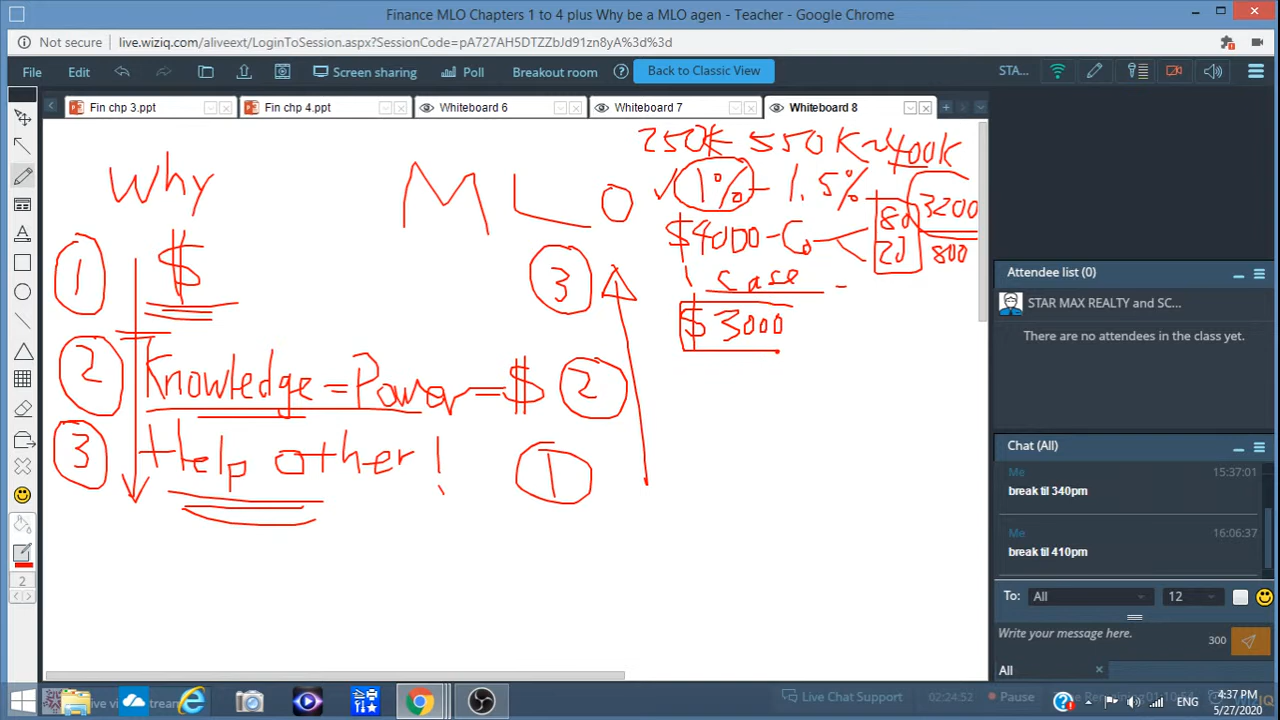 Finance MLO Chapters 1 to 4 plus Why be a MLO agen - Teacher - Google Chrome
Not secure | live.wiziq.com/aliveext/LoginToSession.aspx?SessionCode=pA727AH5DTZZbJd91zn8yA%3d%3d
File Edit Screen sharing Poll Breakout room ? Back to Classic View STA...
Fin chp 3.ppt Fin chp 4.ppt Whiteboard 6 Whiteboard 7 Whiteboard 8
250K 550K ~400K
Why MLO ✓ 1% - 1.5%
80 3200
$4000 - Co
20 800
1 $ 3 1 case -
$3000
2 Knowledge = Power = $ 2
3 Help other! 1
Attendee list (0)
STAR MAX REALTY and SC...
There are no attendees in the class yet.
Chat (All)
Me 15:37:01
break til 340pm
Me 16:06:37
break til 410pm
To: All 12
Write your message here. 300
All
2
Live Chat Support 02:24:52 Pause
ENG 4:37 PM
5/27/2020